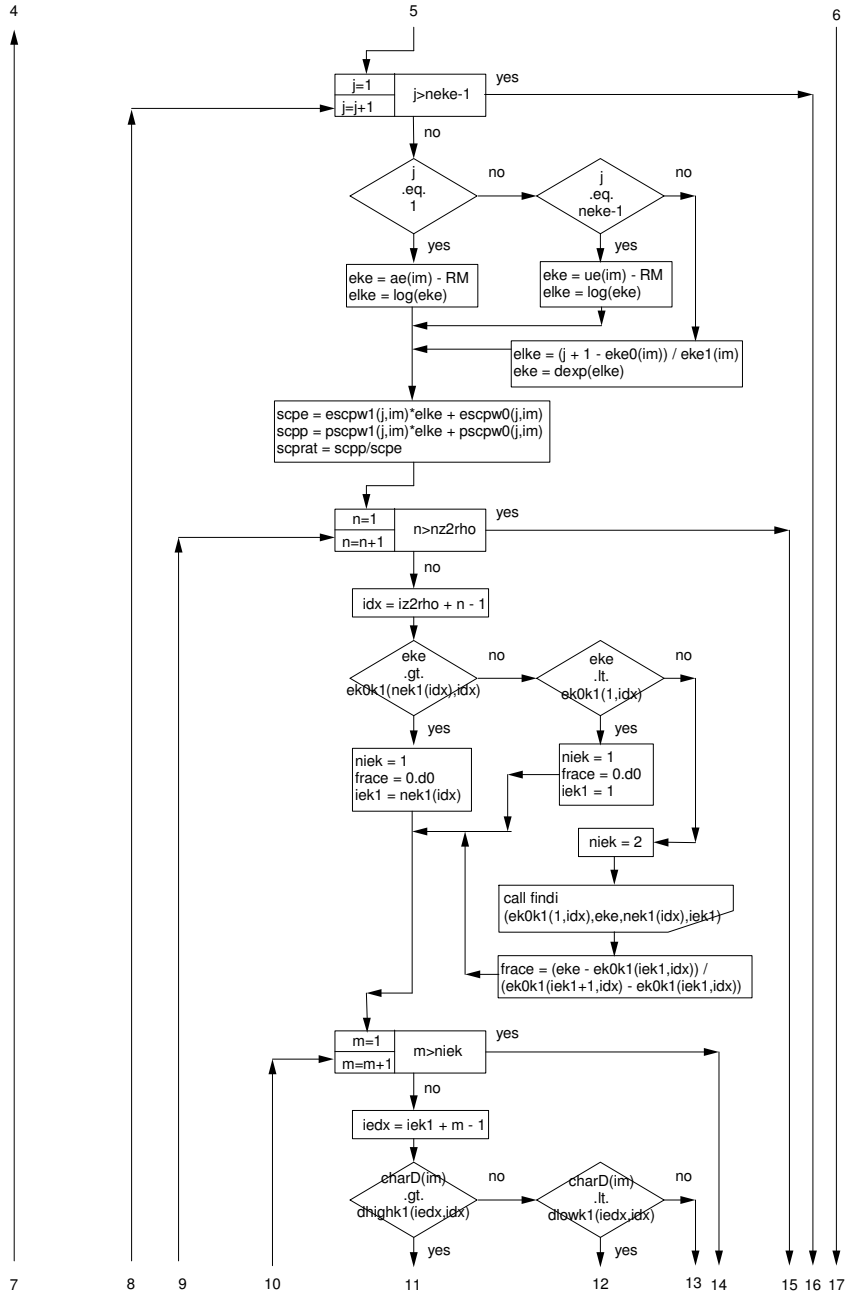 4
5
6
j=1
j=j+1
j>neke-1
yes
no
j
.eq.
1
no
j
.eq.
neke-1
no
yes
yes
eke = ae(im) - RM
elke = log(eke)
eke = ue(im) - RM
elke = log(eke)
elke = (j + 1 - eke0(im)) / eke1(im)
eke = dexp(elke)
scpe = escpw1(j,im)*elke + escpw0(j,im)
scpp = pscpw1(j,im)*elke + pscpw0(j,im)
scprat = scpp/scpe
n=1
n=n+1
n>nz2rho
yes
no
idx = iz2rho + n - 1
eke
.gt.
ek0k1(nek1(idx),idx)
no
eke
.lt.
ek0k1(1,idx)
no
yes
yes
niek = 1
frace = 0.d0
iek1 = nek1(idx)
niek = 1
frace = 0.d0
iek1 = 1
niek = 2
call findi
(ek0k1(1,idx),eke,nek1(idx),iek1)
frace = (eke - ek0k1(iek1,idx)) /
(ek0k1(iek1+1,idx) - ek0k1(iek1,idx))
m=1
m=m+1
m>niek
yes
no
iedx = iek1 + m - 1
charD(im)
.gt.
dhighk1(iedx,idx)
no
charD(im)
.lt.
dlowk1(iedx,idx)
no
yes
yes
7
8
9
10
11
12
13
14
15
16
17